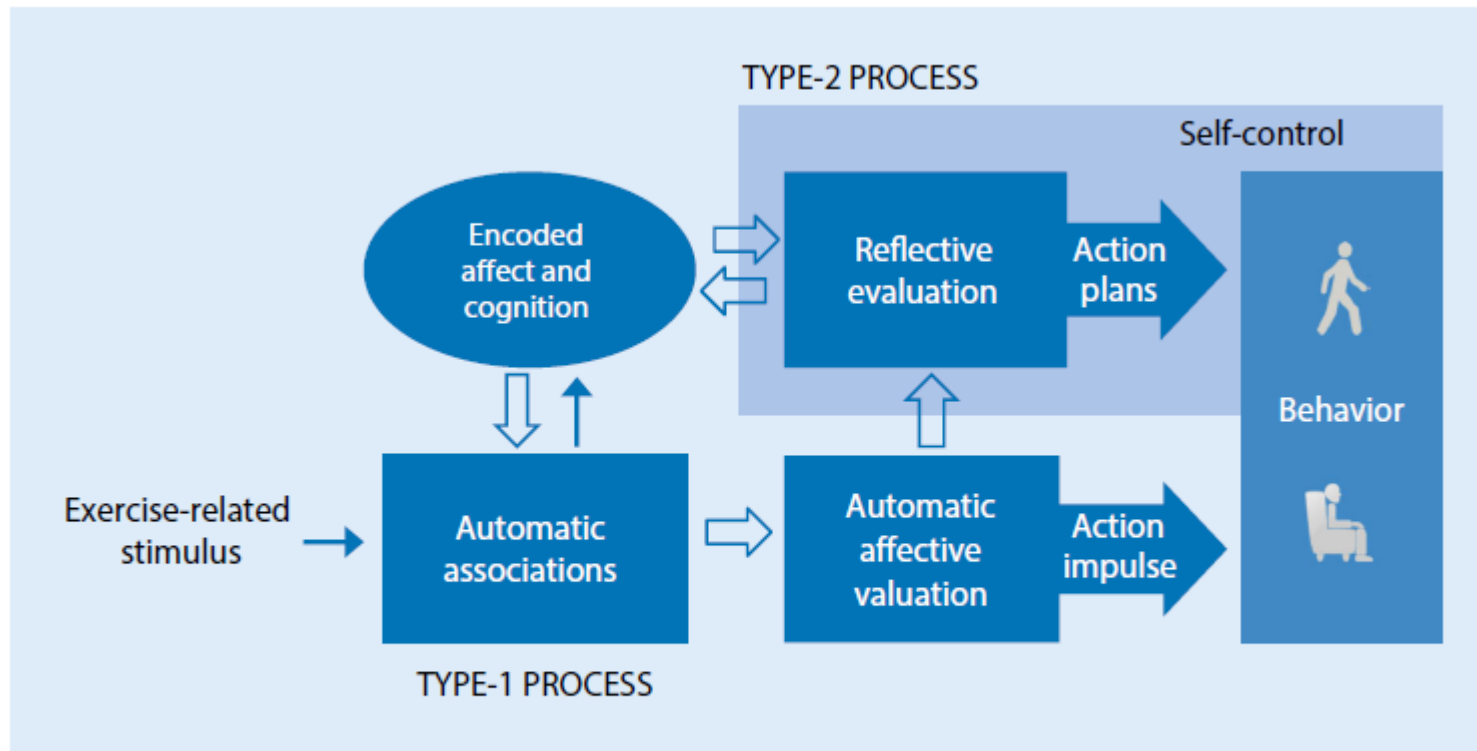 TYPE-2 PROCESS
Self-control
Encoded
affect and
cognition
Reflective
evaluation
Action
plans
Behavior
Exercise-related
stimulus
Automatic
associations
Automatic
affective
valuation
Action
impulse
TYPE-1 PROCESS